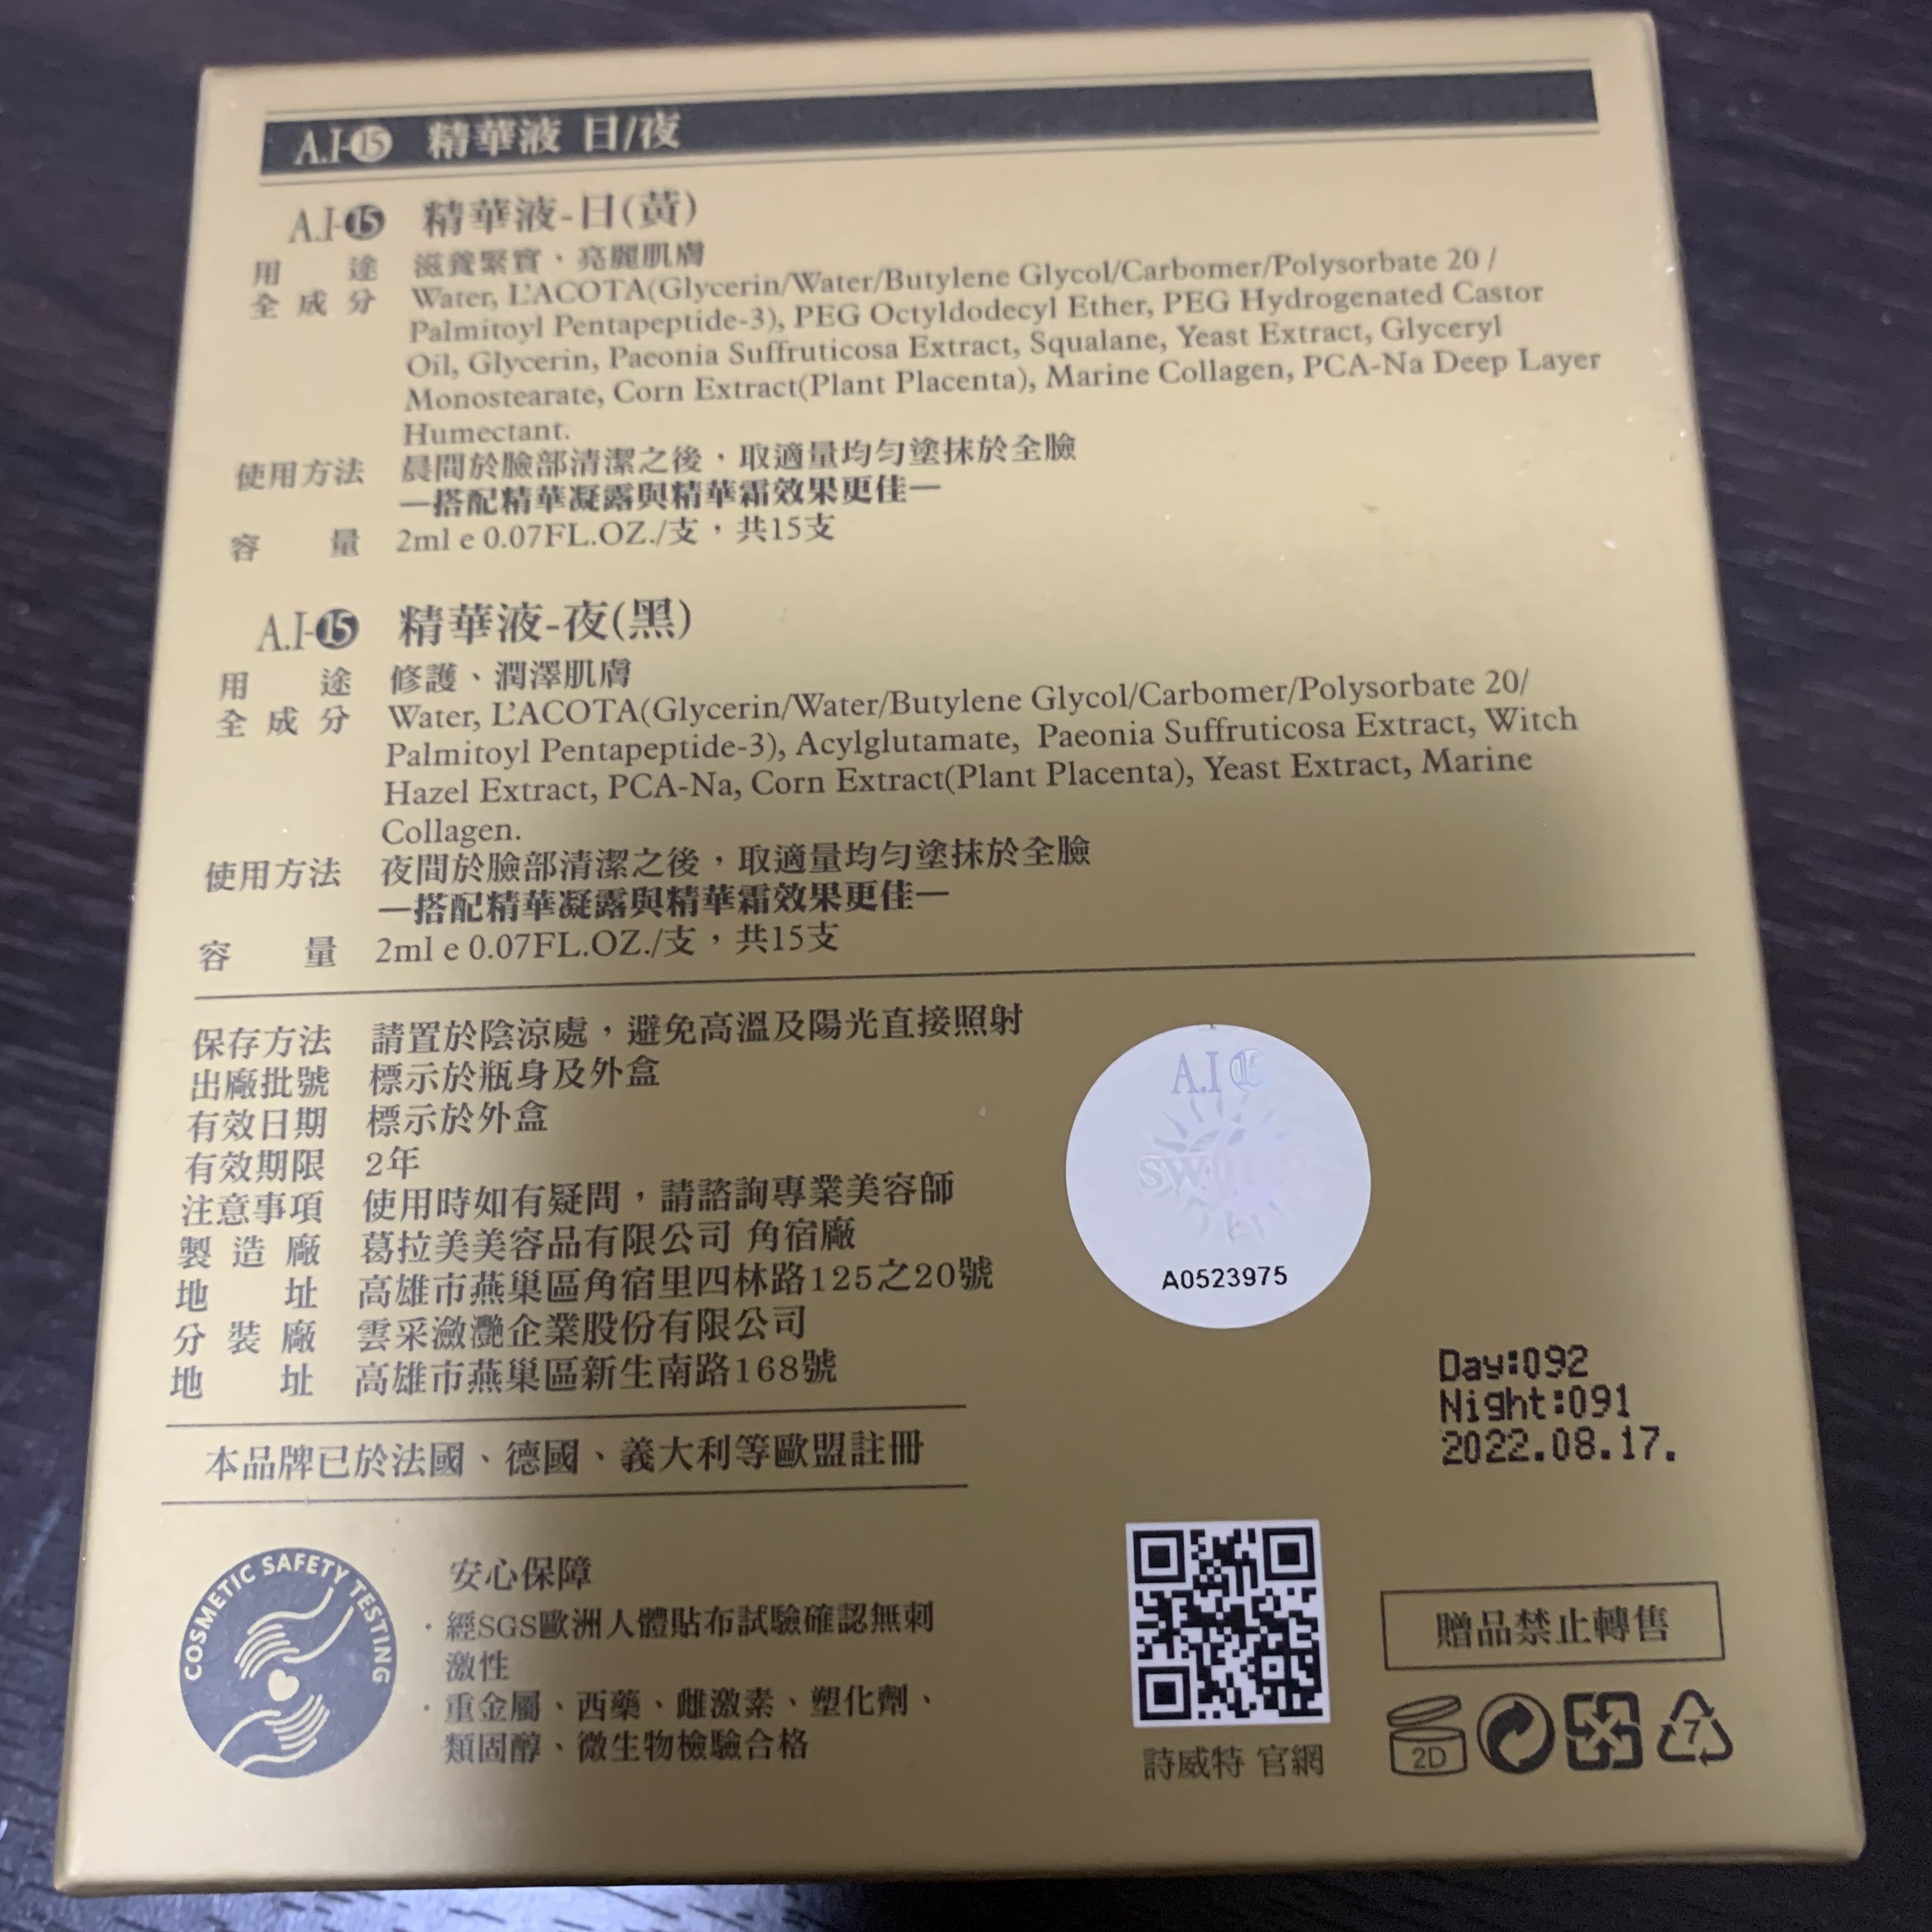 A.I-15 精華液 日/夜
A.I-15 精華液-日(黃)
用途 滋養緊實、亮麗肌膚
全成分 Water, L'ACOTA(Glycerin/Water/Butylene Glycol/Carbomer/Polysorbate 20 /
Palmitoyl Pentapeptide-3), PEG Octyldodecyl Ether, PEG Hydrogenated Castor
Oil, Glycerin, Paeonia Suffruticosa Extract, Squalane, Yeast Extract, Glyceryl
Monostearate, Corn Extract(Plant Placenta), Marine Collagen, PCA-Na Deep Layer
Humectant.
使用方法 晨間於臉部清潔之後，取適量均勻塗抹於全臉
—搭配精華凝露與精華霜效果更佳—
容量 2ml e 0.07FL.OZ./支，共15支
A.I-15 精華液-夜(黑)
用途 修護、潤澤肌膚
全成分 Water, L'ACOTA(Glycerin/Water/Butylene Glycol/Carbomer/Polysorbate 20/
Palmitoyl Pentapeptide-3), Acylglutamate, Paeonia Suffruticosa Extract, Witch
Hazel Extract, PCA-Na, Corn Extract(Plant Placenta), Yeast Extract, Marine
Collagen.
使用方法 夜間於臉部清潔之後，取適量均勻塗抹於全臉
—搭配精華凝露與精華霜效果更佳—
容量 2ml e 0.07FL.OZ./支，共15支
保存方法 請置於陰涼處，避免高溫及陽光直接照射
出廠批號 標示於瓶身及外盒
有效日期 標示於外盒
有效期限 2年
注意事項 使用時如有疑問，請諮詢專業美容師
製造廠 葛拉美美容品有限公司 角宿廠
地址 高雄市燕巢區角宿里四林路125之20號
分裝廠 雲采瀲灩企業股份有限公司
地址 高雄市燕巢區新生南路168號
本品牌已於法國、德國、義大利等歐盟註冊
A.I 15
A0523975
Day:092
Night:091
2022.08.17.
COSMETIC SAFETY TESTING
安心保障
·經SGS歐洲人體貼布試驗確認無刺
激性
·重金屬、西藥、雌激素、塑化劑、
類固醇、微生物檢驗合格
詩威特 官網
贈品禁止轉售
2D
7